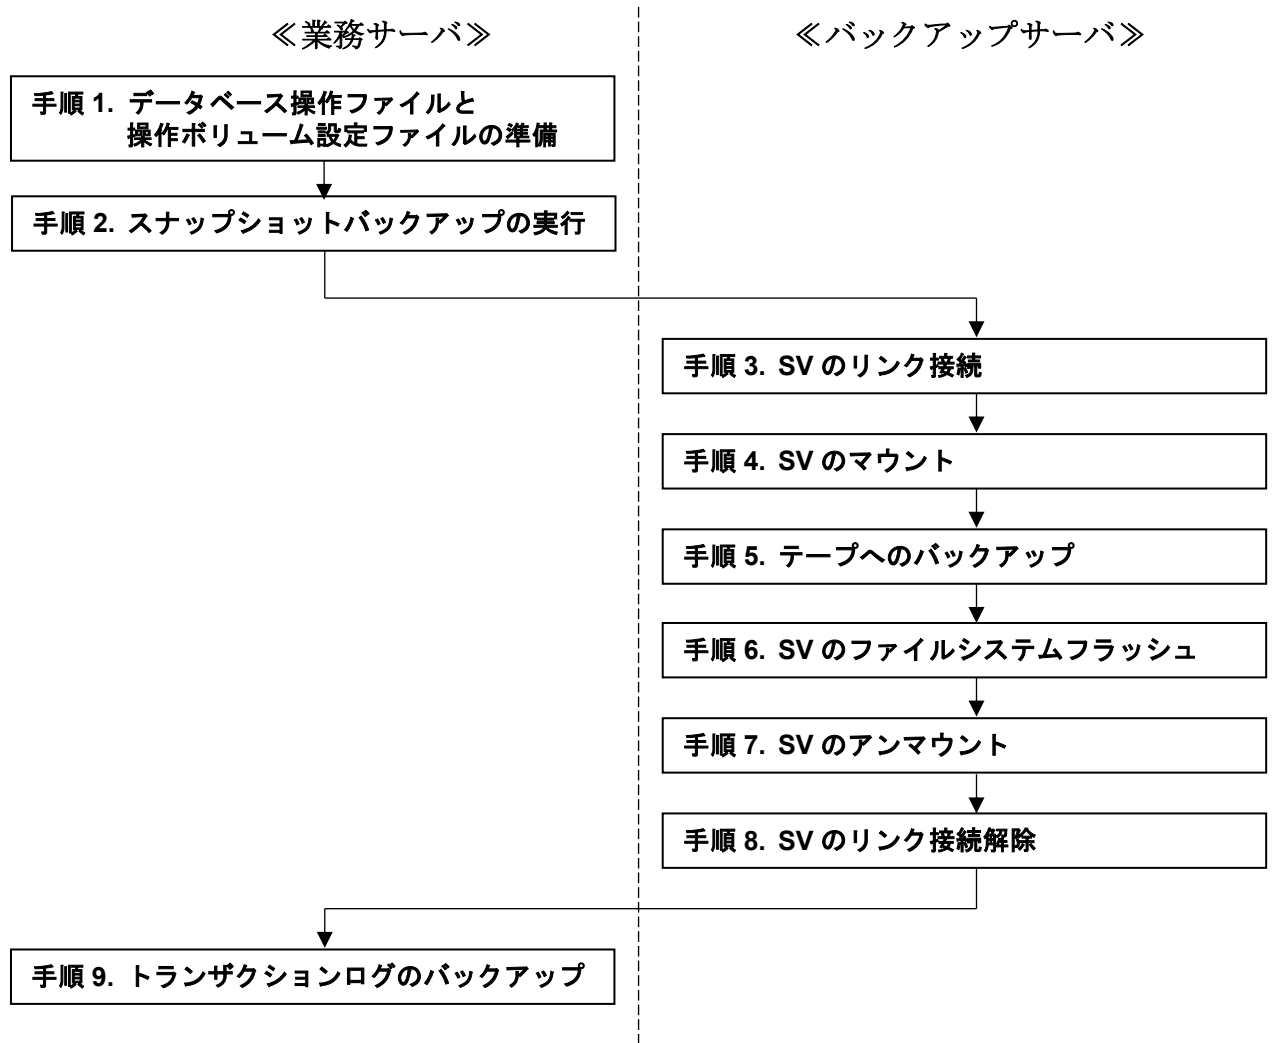 ≪業務サーバ≫
≪バックアップサーバ≫
手順 1. データベース操作ファイルと
操作ボリューム設定ファイルの準備
手順 2. スナップショットバックアップの実行
手順 3. SV のリンク接続
手順 4. SV のマウント
手順 5. テープへのバックアップ
手順 6. SV のファイルシステムフラッシュ
手順 7. SV のアンマウント
手順 8. SV のリンク接続解除
手順 9. トランザクションログのバックアップ